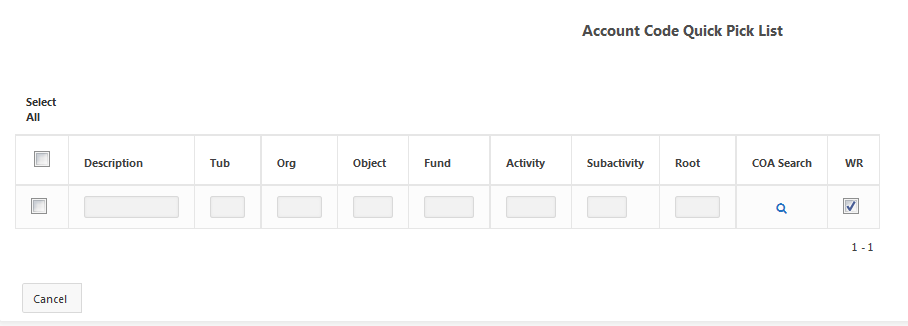 Account Code Quick Pick List
Select
All
Description Tub Org Object Fund Activity Subactivity Root COA Search WR
1 - 1
Cancel